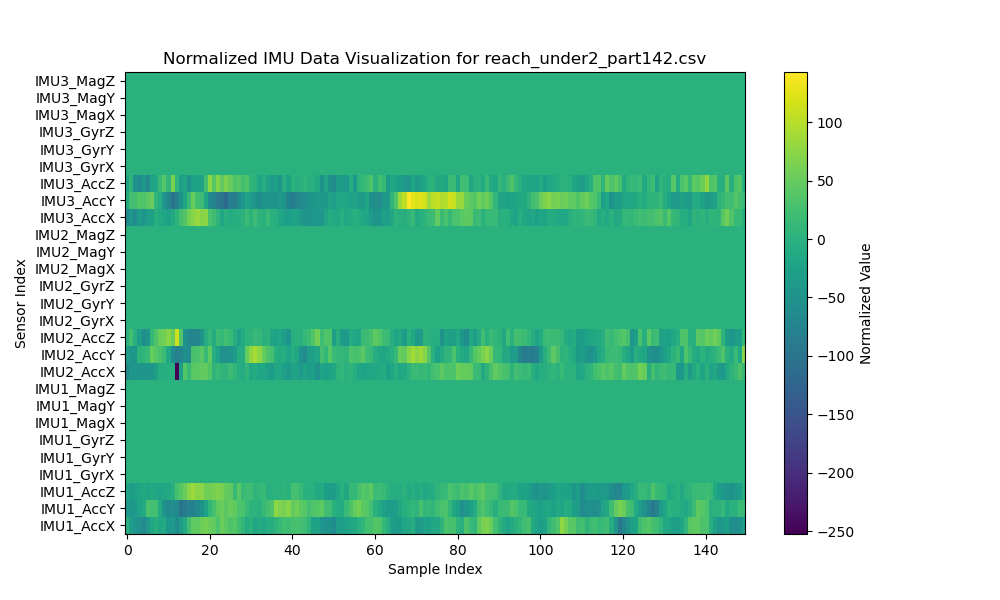 Normalized IMU Data Visualization for reach_under2_part142.csv
IMU3_MagZ
IMU3_MagY
IMU3_MagX
IMU3_GyrZ
IMU3_GyrY
IMU3_GyrX
IMU3_AccZ
IMU3_AccY
IMU3_AccX
IMU2_MagZ
IMU2_MagY
IMU2_MagX
IMU2_GyrZ
IMU2_GyrY
IMU2_GyrX
IMU2_AccZ
IMU2_AccY
IMU2_AccX
IMU1_MagZ
IMU1_MagY
IMU1_MagX
IMU1_GyrZ
IMU1_GyrY
IMU1_GyrX
IMU1_AccZ
IMU1_AccY
IMU1_AccX
Sensor Index
0 20 40 60 80 100 120 140
Sample Index
100
50
0
−50
−100
−150
−200
−250
Normalized Value